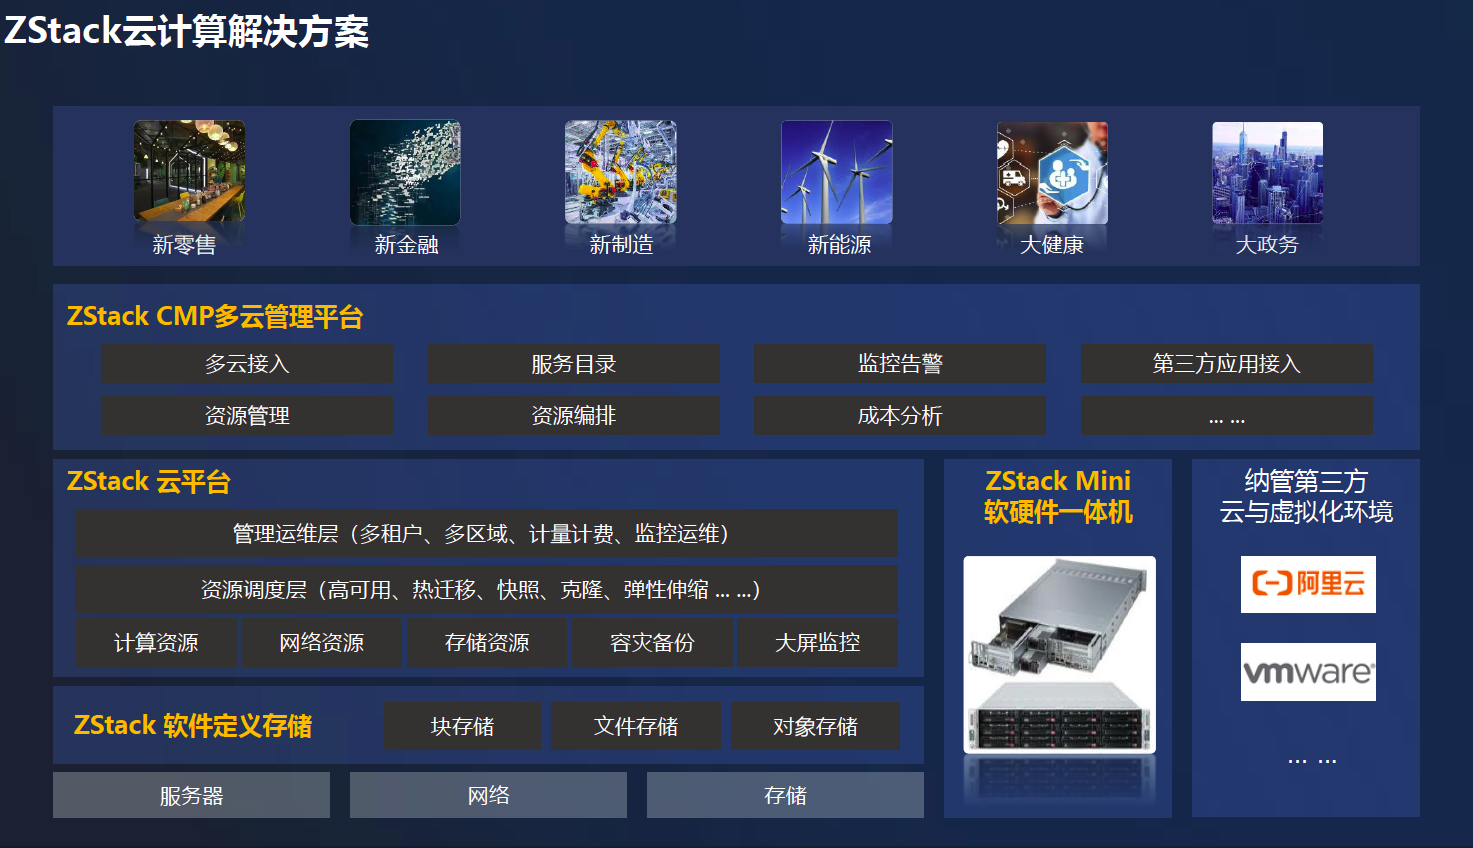 ZStack云计算解决方案
新零售
新金融
新制造
新能源
大健康
大政务
ZStack CMP多云管理平台
多云接入
服务目录
监控告警
第三方应用接入
资源管理
资源编排
成本分析
... ...
ZStack 云平台
管理运维层（多租户、多区域、计量计费、监控运维）
资源调度层（高可用、热迁移、快照、克隆、弹性伸缩 ... ...）
计算资源
网络资源
存储资源
容灾备份
大屏监控
ZStack 软件定义存储
块存储
文件存储
对象存储
服务器
网络
存储
ZStack Mini
软硬件一体机
纳管第三方
云与虚拟化环境
阿里云
vmware®
... ...